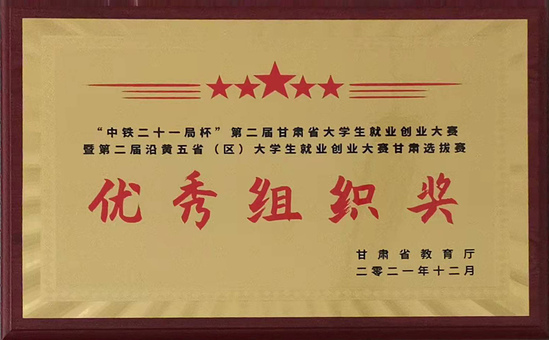 “中铁二十一局杯”第二届甘肃省大学生就业创业大赛
暨第二届沿黄五省（区）大学生就业创业大赛甘肃选拔赛
优秀组织奖
甘肃省教育厅
二零二一年十二月